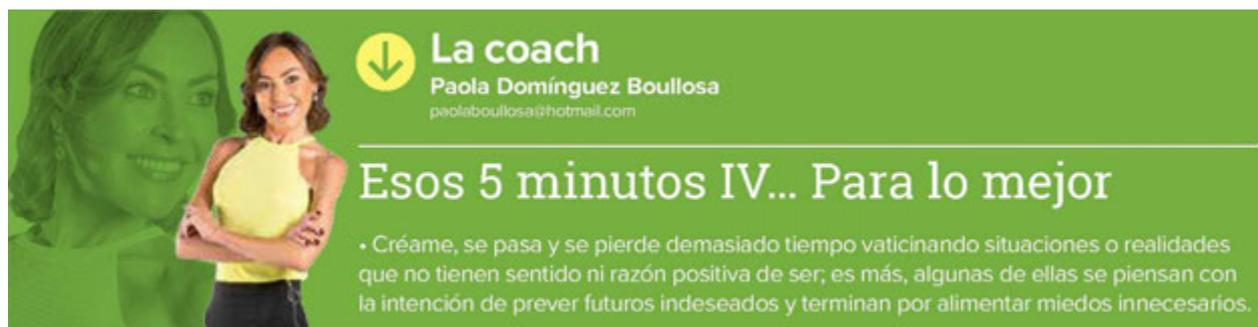 La coach
Paola Domínguez Boullosa
paolaboullosa@hotmail.com
Esos 5 minutos IV... Para lo mejor
• Créame, se pasa y se pierde demasiado tiempo vaticinando situaciones o realidades
que no tienen sentido ni razón positiva de ser; es más, algunas de ellas se piensan con
la intención de prever futuros indeseados y terminan por alimentar miedos innecesarios.